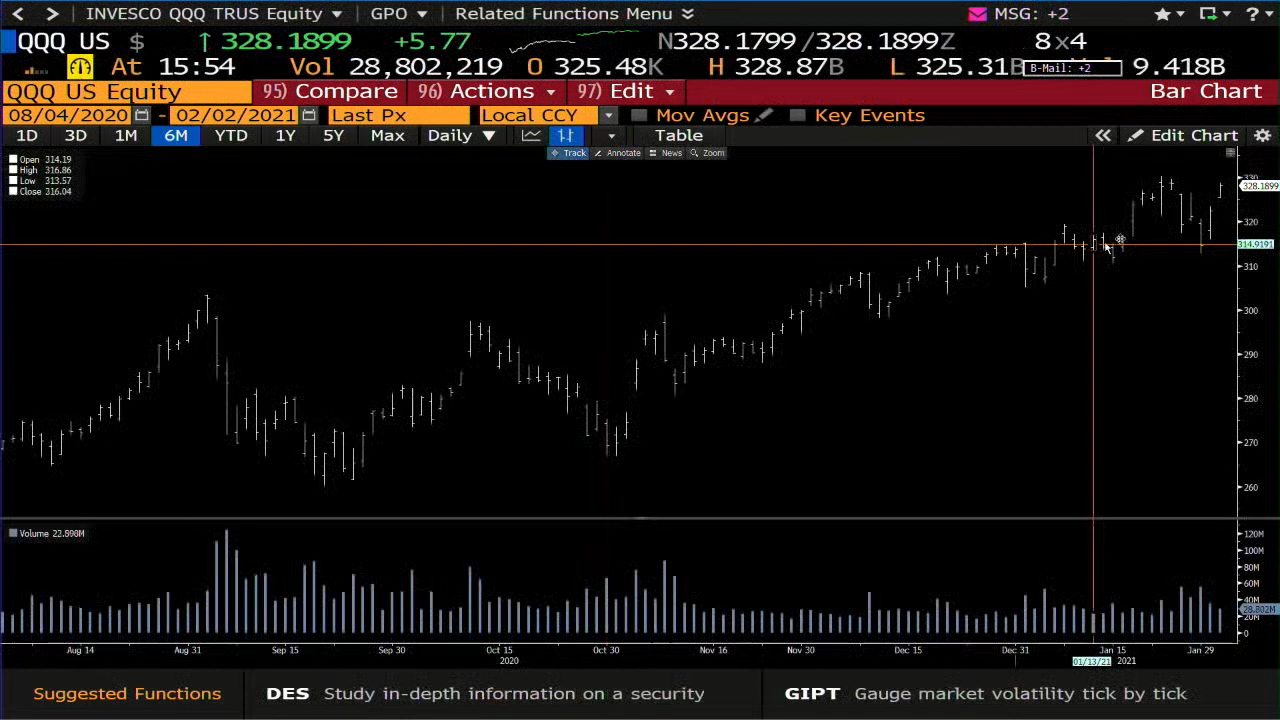 INVESCO QQQ TRUS Equity GPO Related Functions Menu MSG: +2 ?
QQQ US $ ↑ 328.1899 +5.77 N328.1799 /328.1899Z 8x4
At 15:54 Vol 28,802,219 O 325.48K H 328.87B L 325.31B 9.418B
B-Mail: +2
QQQ US Equity 95) Compare 96) Actions 97) Edit Bar Chart
08/04/2020 - 02/02/2021 Last Px Local CCY Mov Avgs Key Events
1D 3D 1M 6M YTD 1Y 5Y Max Daily ▼ Table « Edit Chart
Track Annotate News Zoom
Open 314.19
High 316.86
Low 313.57
Close 316.04
330
328.1899
320
314.9191
310
300
290
280
270
260
Volume 23.898M
120M
100M
80M
60M
40M
28.802M
20M
0
Aug 14 Aug 31 Sep 15 Sep 30 Oct 15 Oct 30 Nov 16 Nov 30 Dec 15 Dec 31 Jan 15 Jan 29
2020 01/13/21 2021
Suggested Functions DES Study in-depth information on a security GIPT Gauge market volatility tick by tick